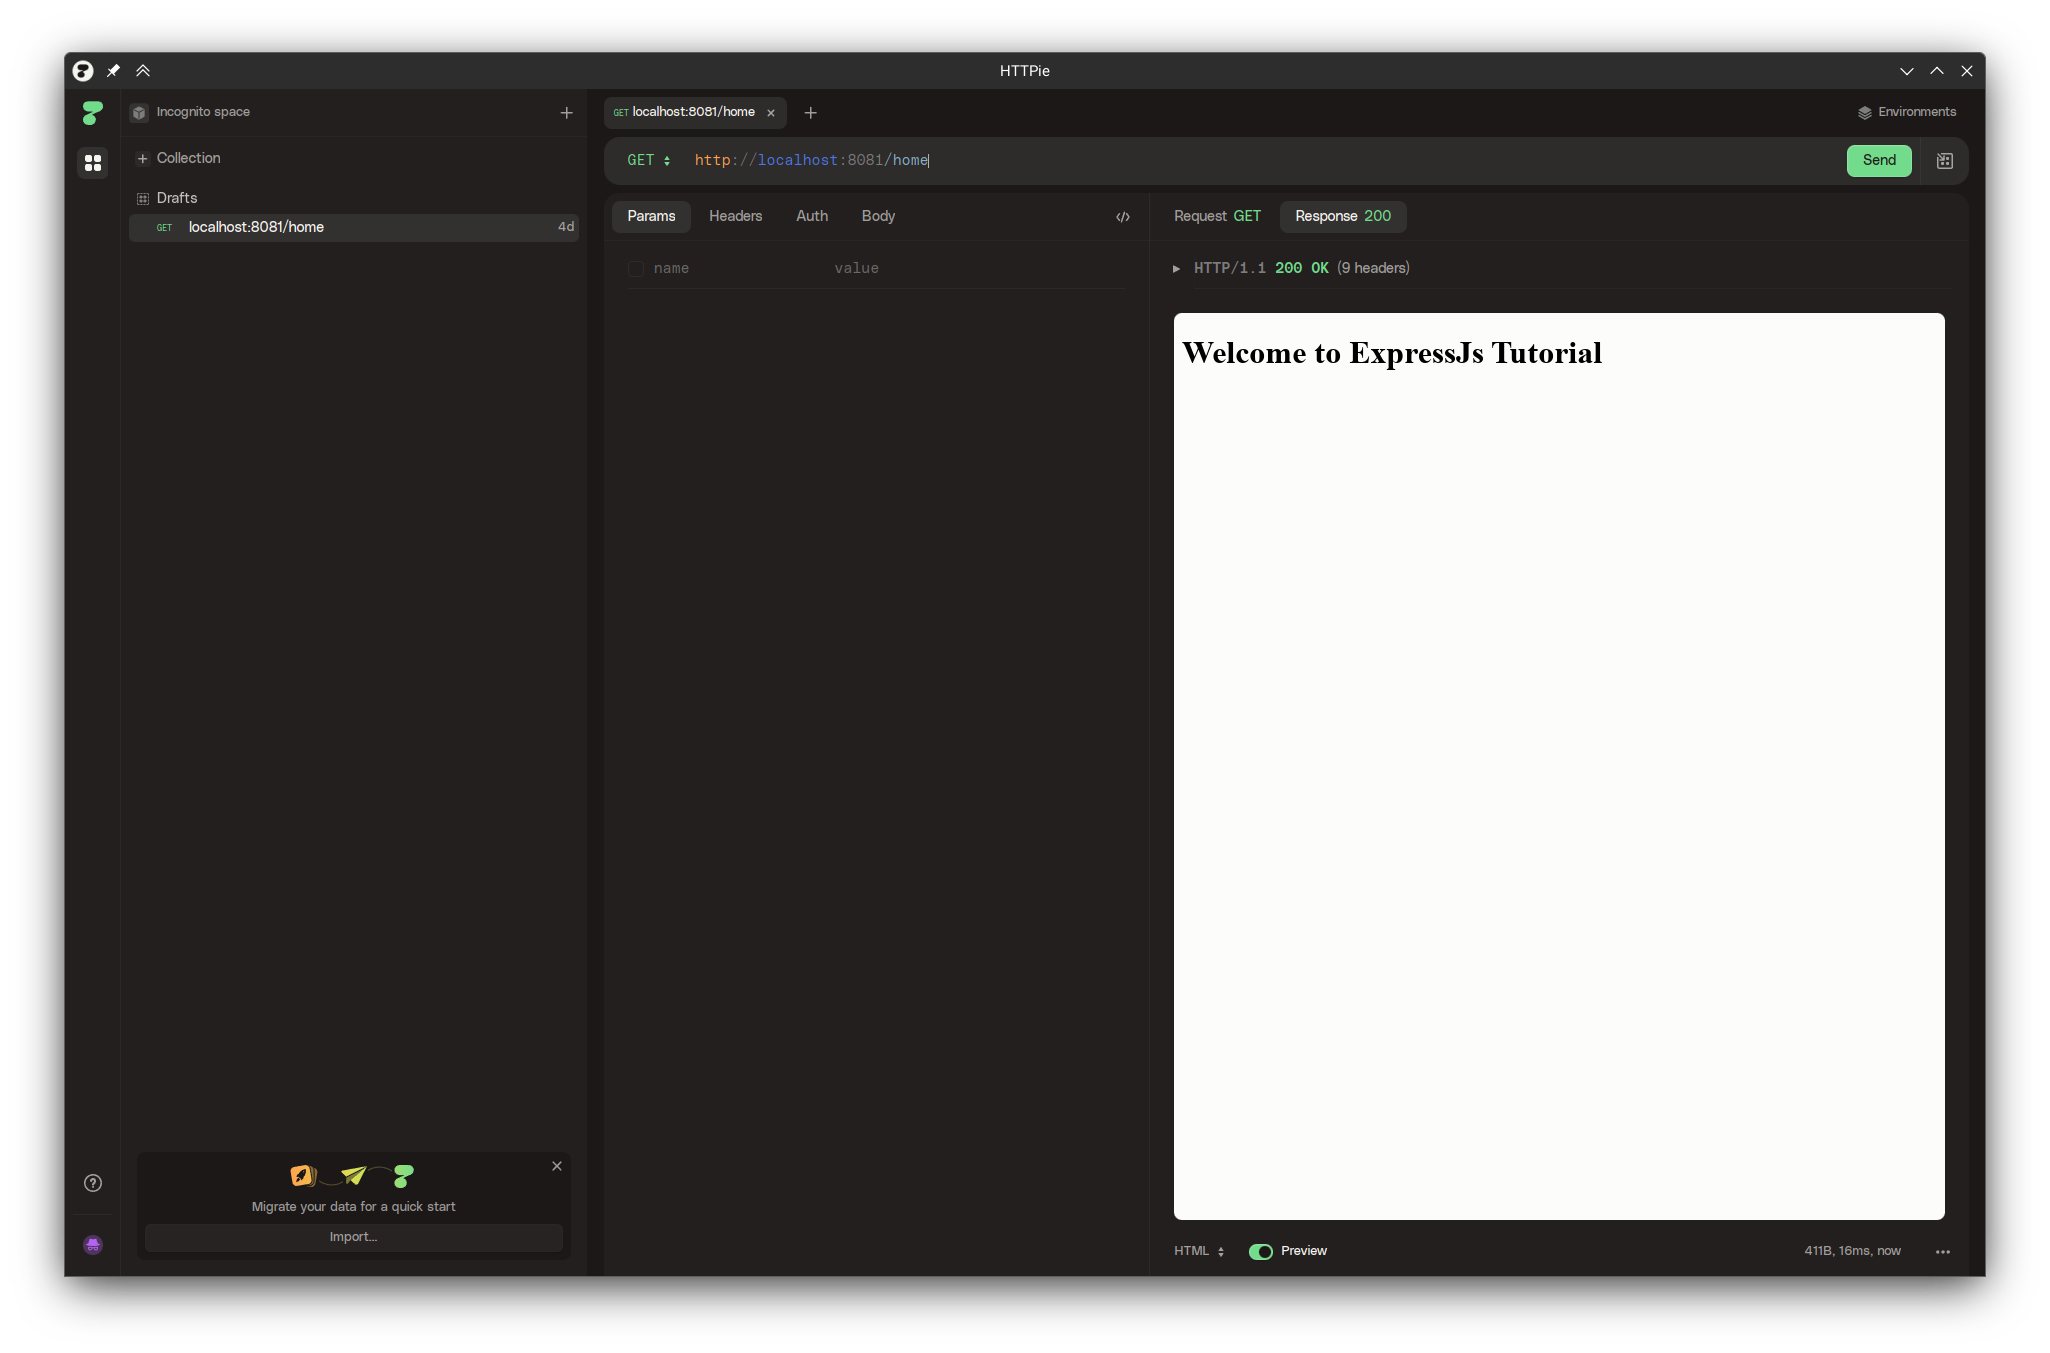 HTTPie
Incognito space
GET localhost:8081/home
Environments
Collection
GET http://localhost:8081/home
Send
Drafts
GET localhost:8081/home 4d
Params Headers Auth Body
Request GET Response 200
name value
HTTP/1.1 200 OK (9 headers)
Welcome to ExpressJs Tutorial
Migrate your data for a quick start
Import...
HTML Preview 411B, 16ms, now